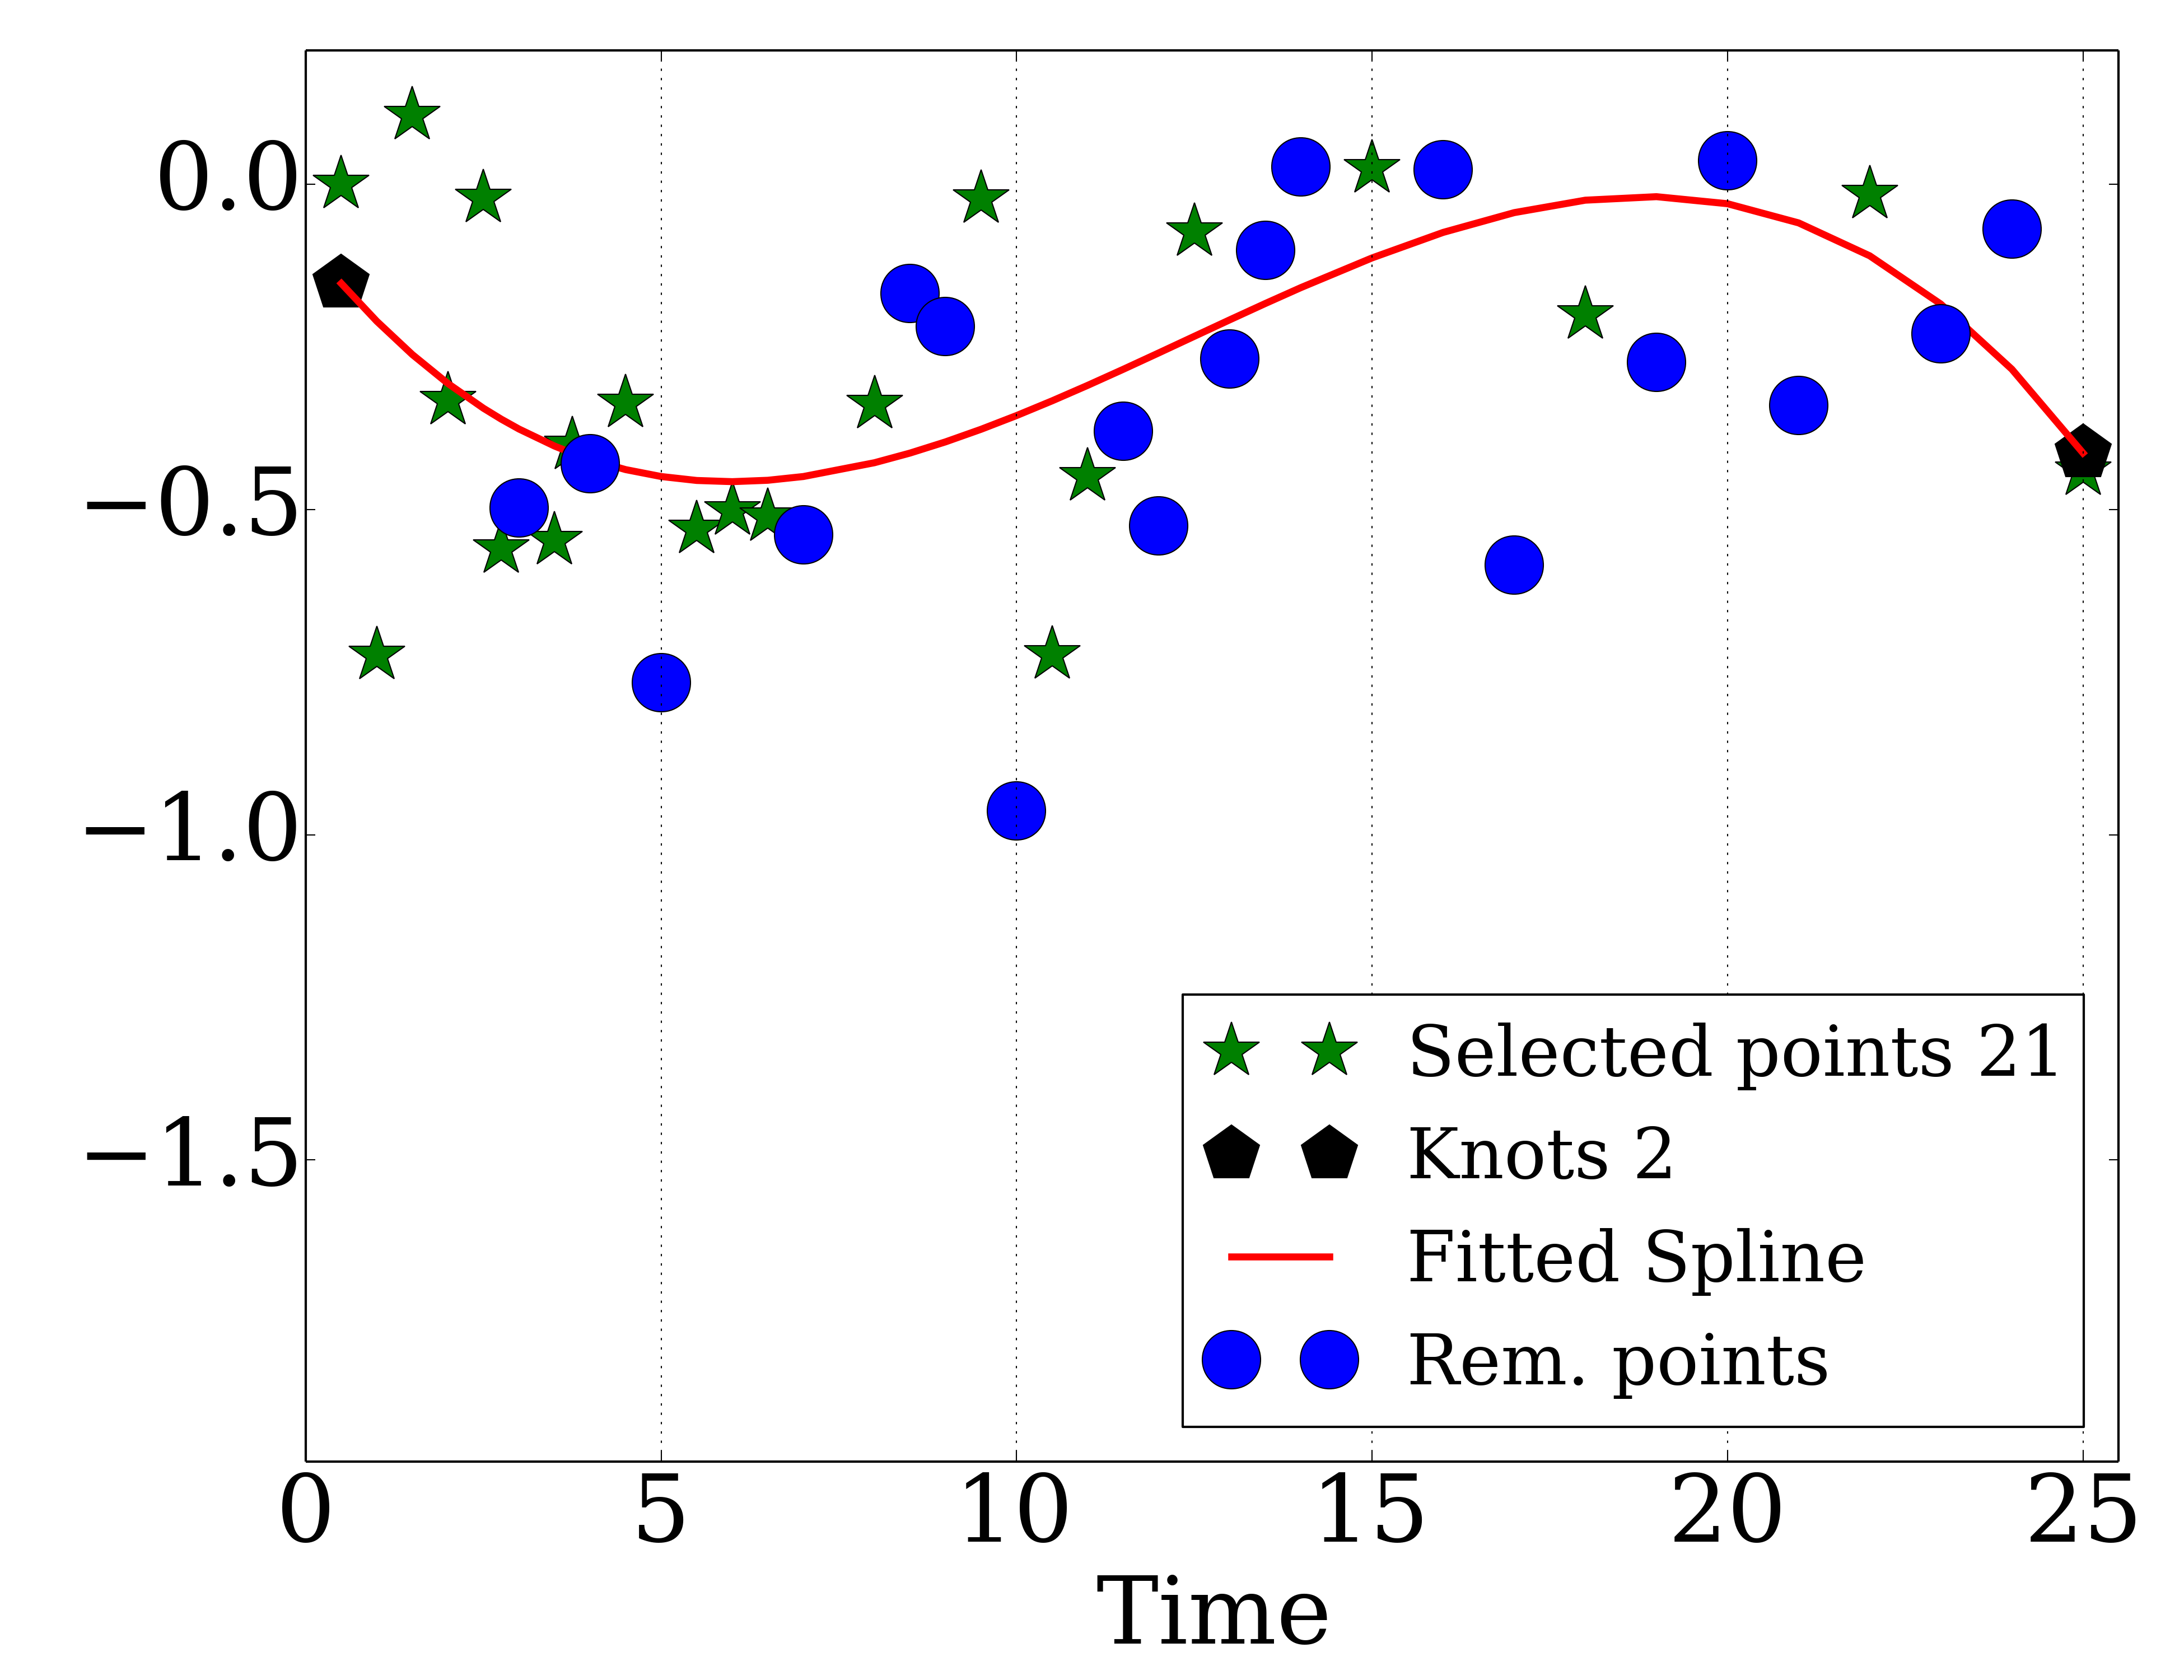 0.0
−0.5
−1.0
−1.5
Selected points 21
Knots 2
Fitted Spline
Rem. points
0 5 10 15 20 25
Time